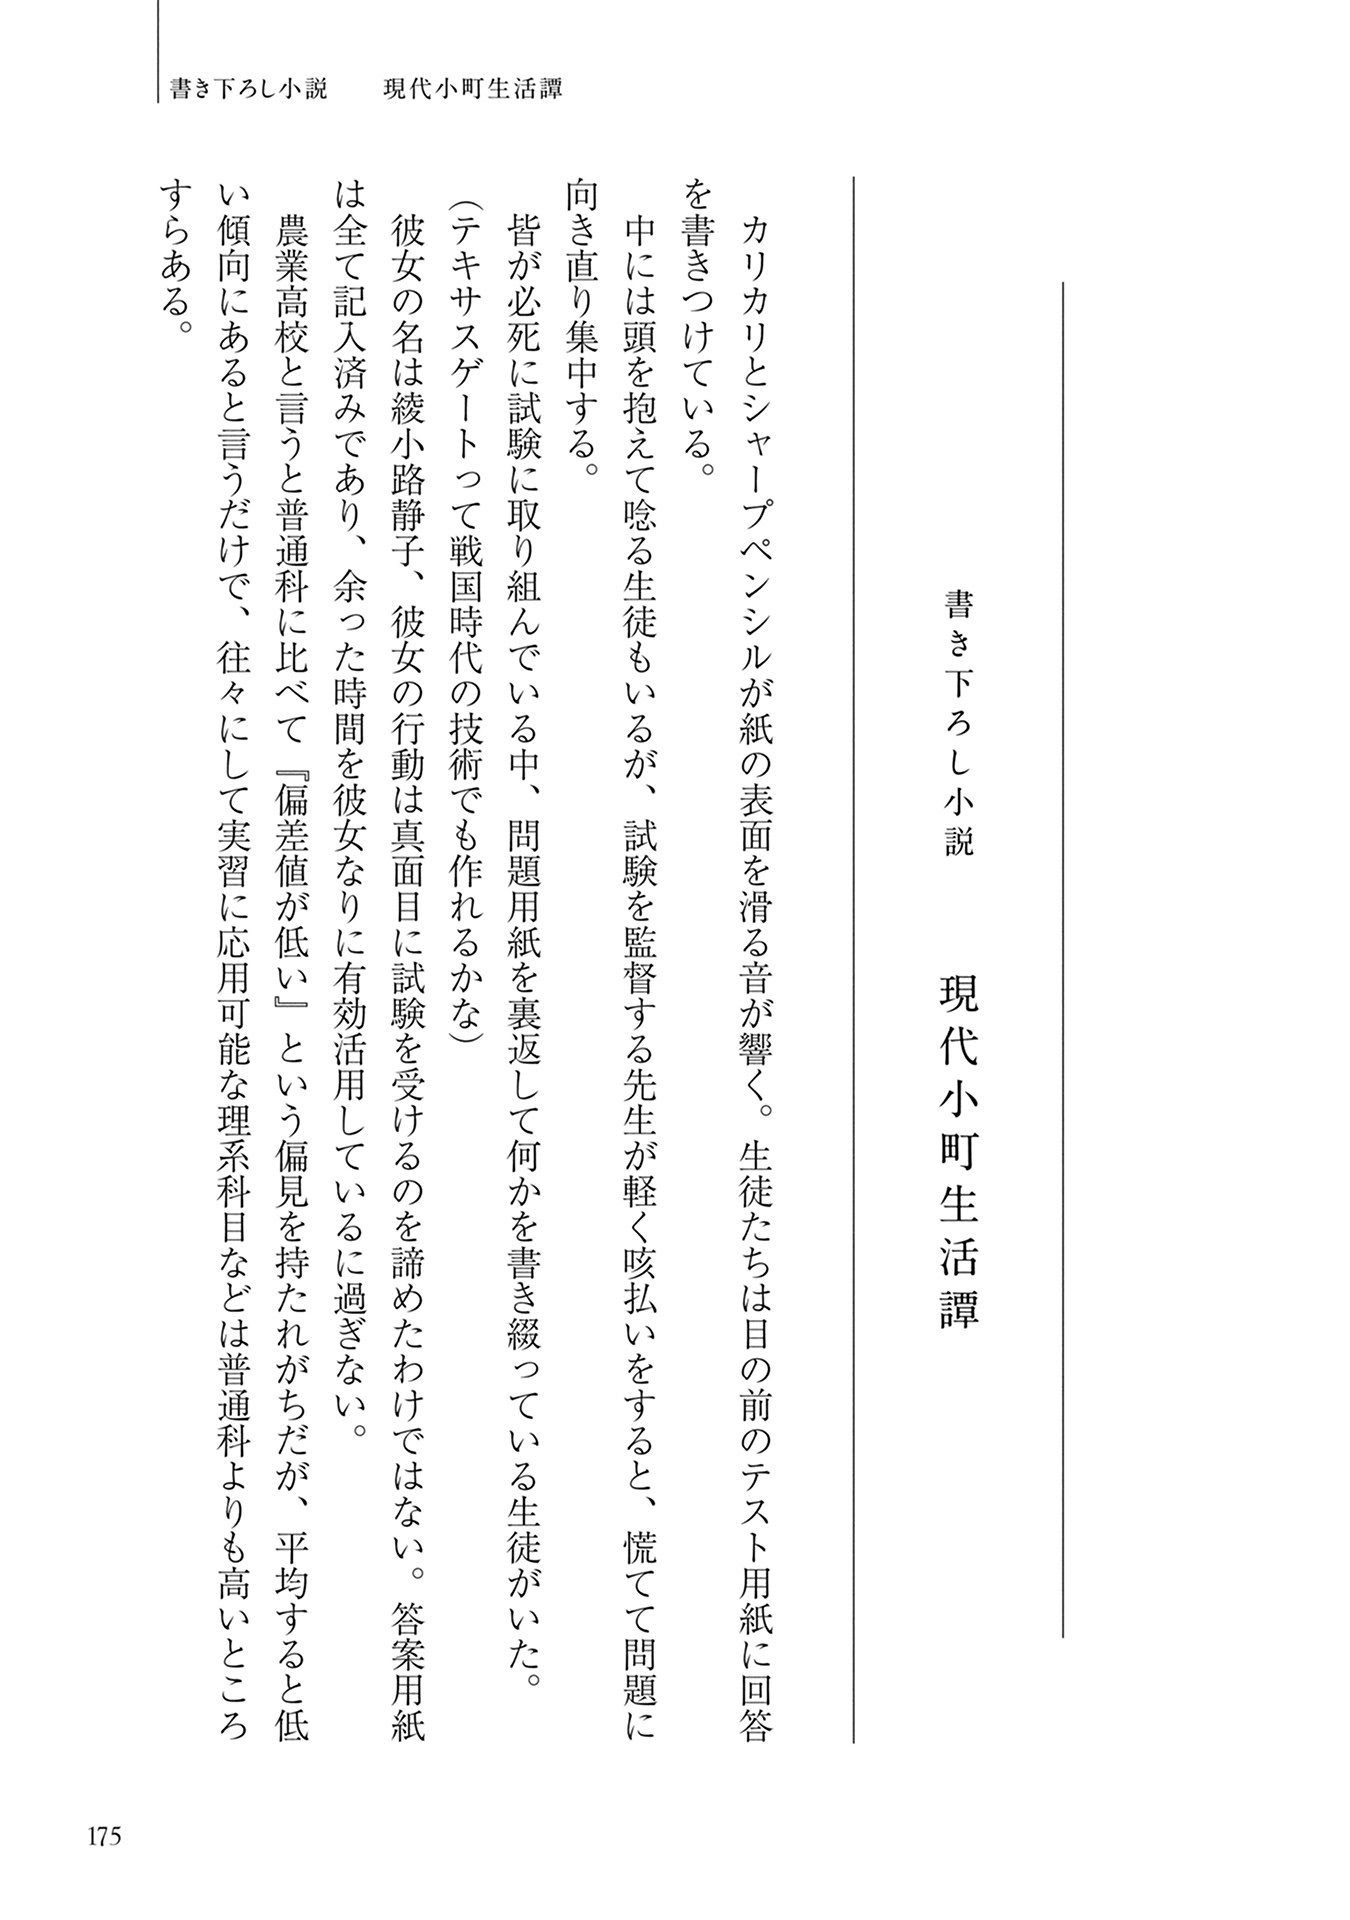 書き下ろし小説　　現代小町生活譚
書き下ろし小説　　現代小町生活譚
　カリカリとシャープペンシルが紙の表面を滑る音が響く。生徒たちは目の前のテスト用紙に回答
を書きつけている。
　中には頭を抱えて唸る生徒もいるが、試験を監督する先生が軽く咳払いをすると、慌てて問題に
向き直り集中する。
　皆が必死に試験に取り組んでいる中、問題用紙を裏返して何かを書き綴っている生徒がいた。
（テキサスゲートって戦国時代の技術でも作れるかな）
　彼女の名は綾小路静子、彼女の行動は真面目に試験を受けるのを諦めたわけではない。答案用紙
は全て記入済みであり、余った時間を彼女なりに有効活用しているに過ぎない。
　農業高校と言うと普通科に比べて『偏差値が低い』という偏見を持たれがちだが、平均すると低
い傾向にあると言うだけで、往々にして実習に応用可能な理系科目などは普通科よりも高いところ
すらある。
175